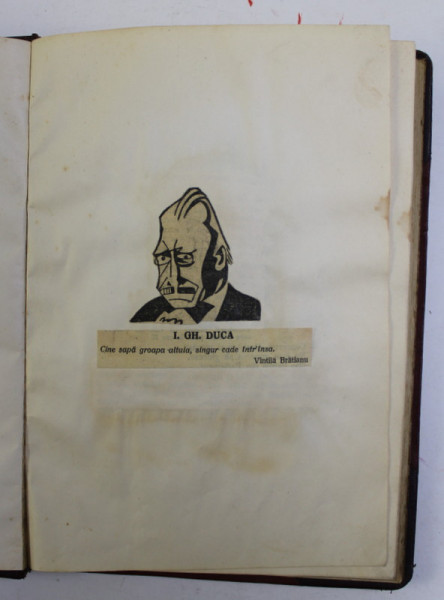 I. GH. DUCA
Cine sapă groapa altuia, singur cade într'însa.
Vintilă Brătianu